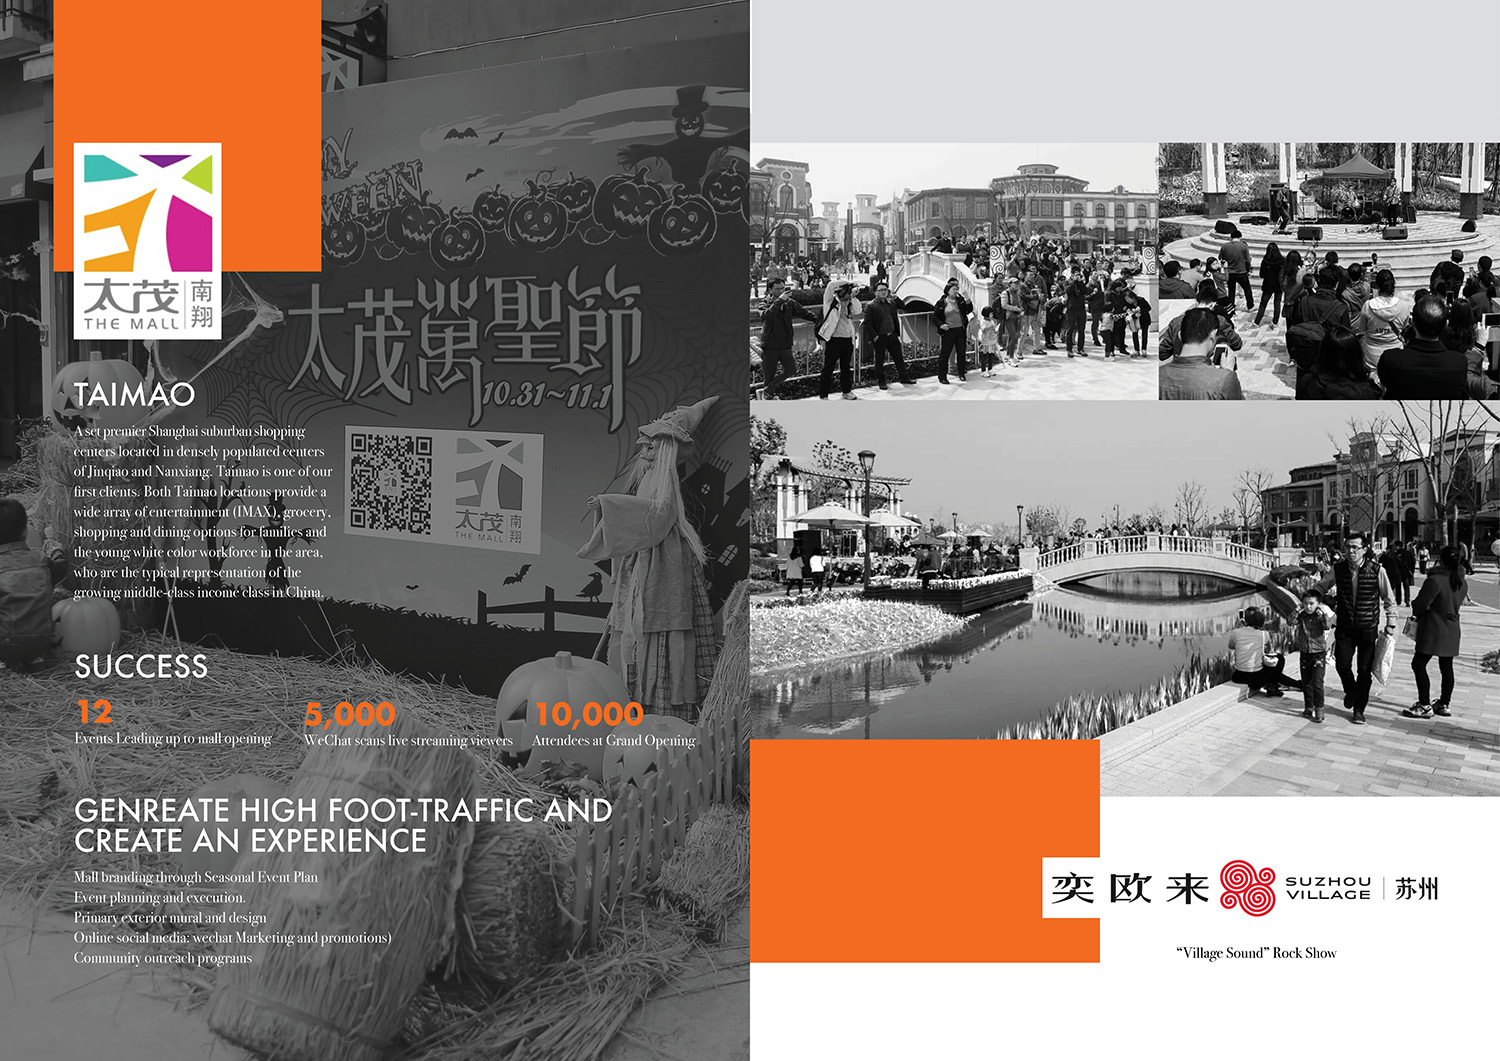 WEEN
太茂萬聖節
10.31~11.1
太茂 南翔
THE MALL
太茂 南翔
THE MALL
TAIMAO
A set premier Shanghai suburban shopping
centers located in densely populated centers
of Jinqiao and Nanxiang. Taimao is one of our
first clients. Both Taimao locations provide a
wide array of entertainment (IMAX), grocery,
shopping and dining options for families and
the young white color workforce in the area,
who are the typical representation of the
growing middle-class income class in China.
SUCCESS
12
Events Leading up to mall opening
5,000
WeChat scans live streaming viewers
10,000
Attendees at Grand Opening
GENREATE HIGH FOOT-TRAFFIC AND
CREATE AN EXPERIENCE
Mall branding through Seasonal Event Plan
Event planning and execution.
Primary exterior mural and design
Online social media: wechat Marketing and promotions)
Community outreach programs
奕欧来 SUZHOU VILLAGE 苏州
“Village Sound” Rock Show